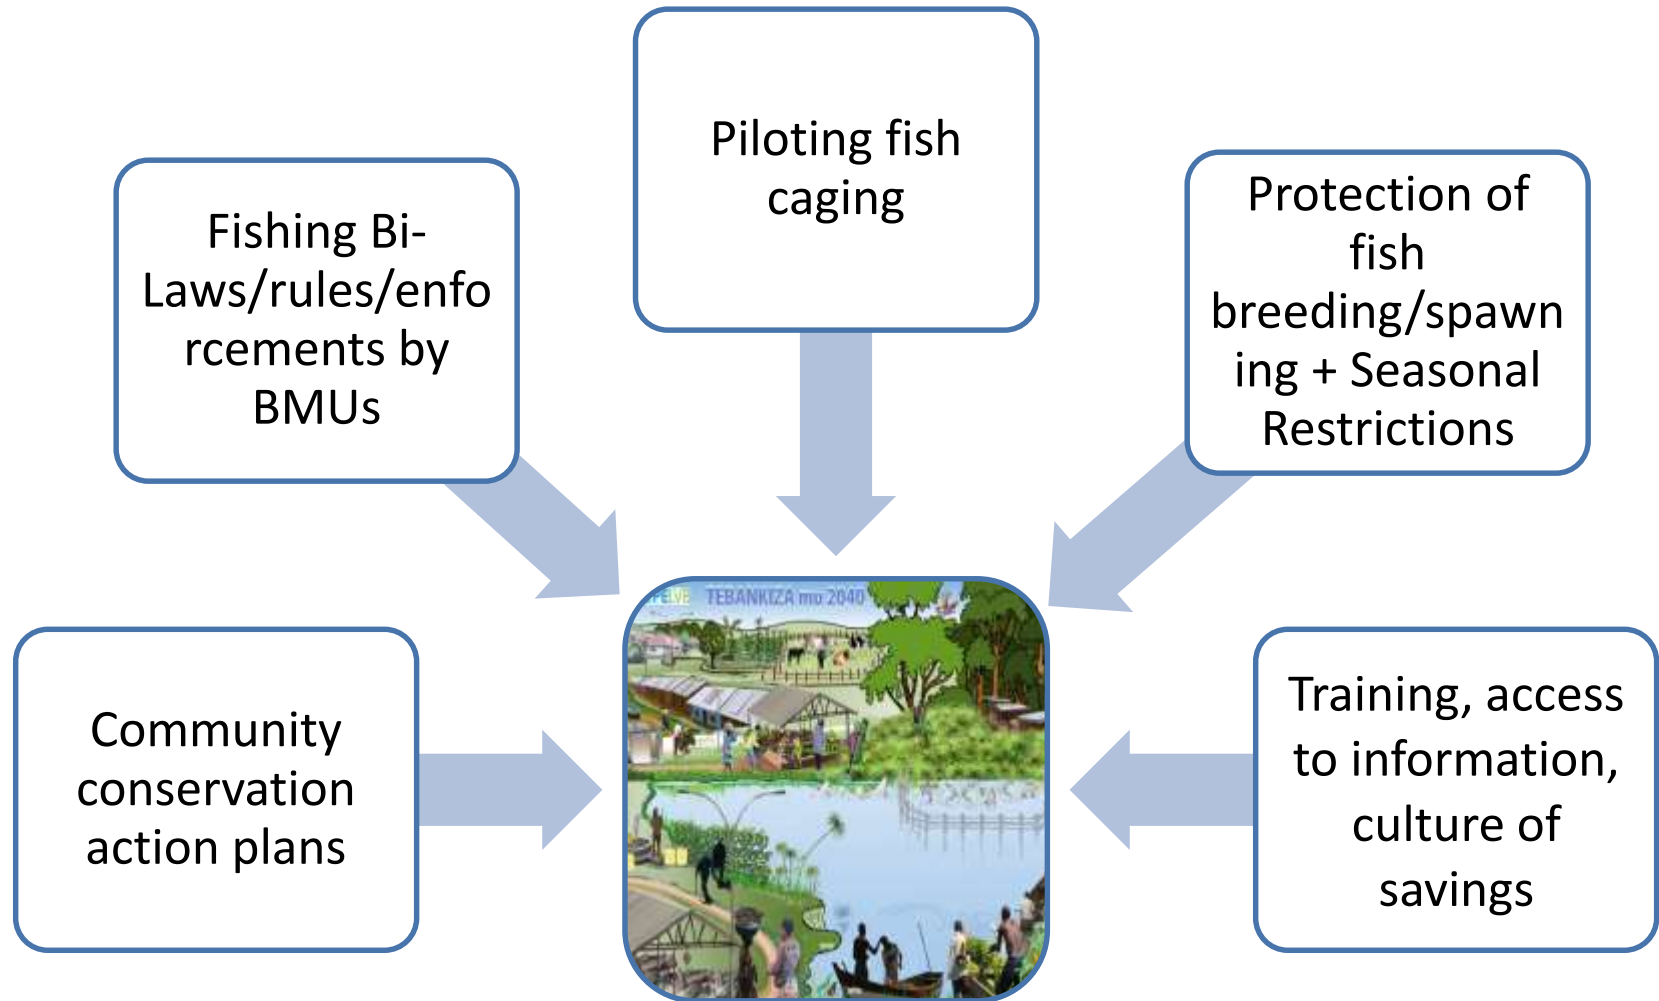 Piloting fish
caging
Fishing Bi-
Laws/rules/enfo
rcements by
BMUs
Protection of
fish
breeding/spawn
ing + Seasonal
Restrictions
Community
conservation
action plans
TEBANKIZA mu 2040
Training, access
to information,
culture of
savings